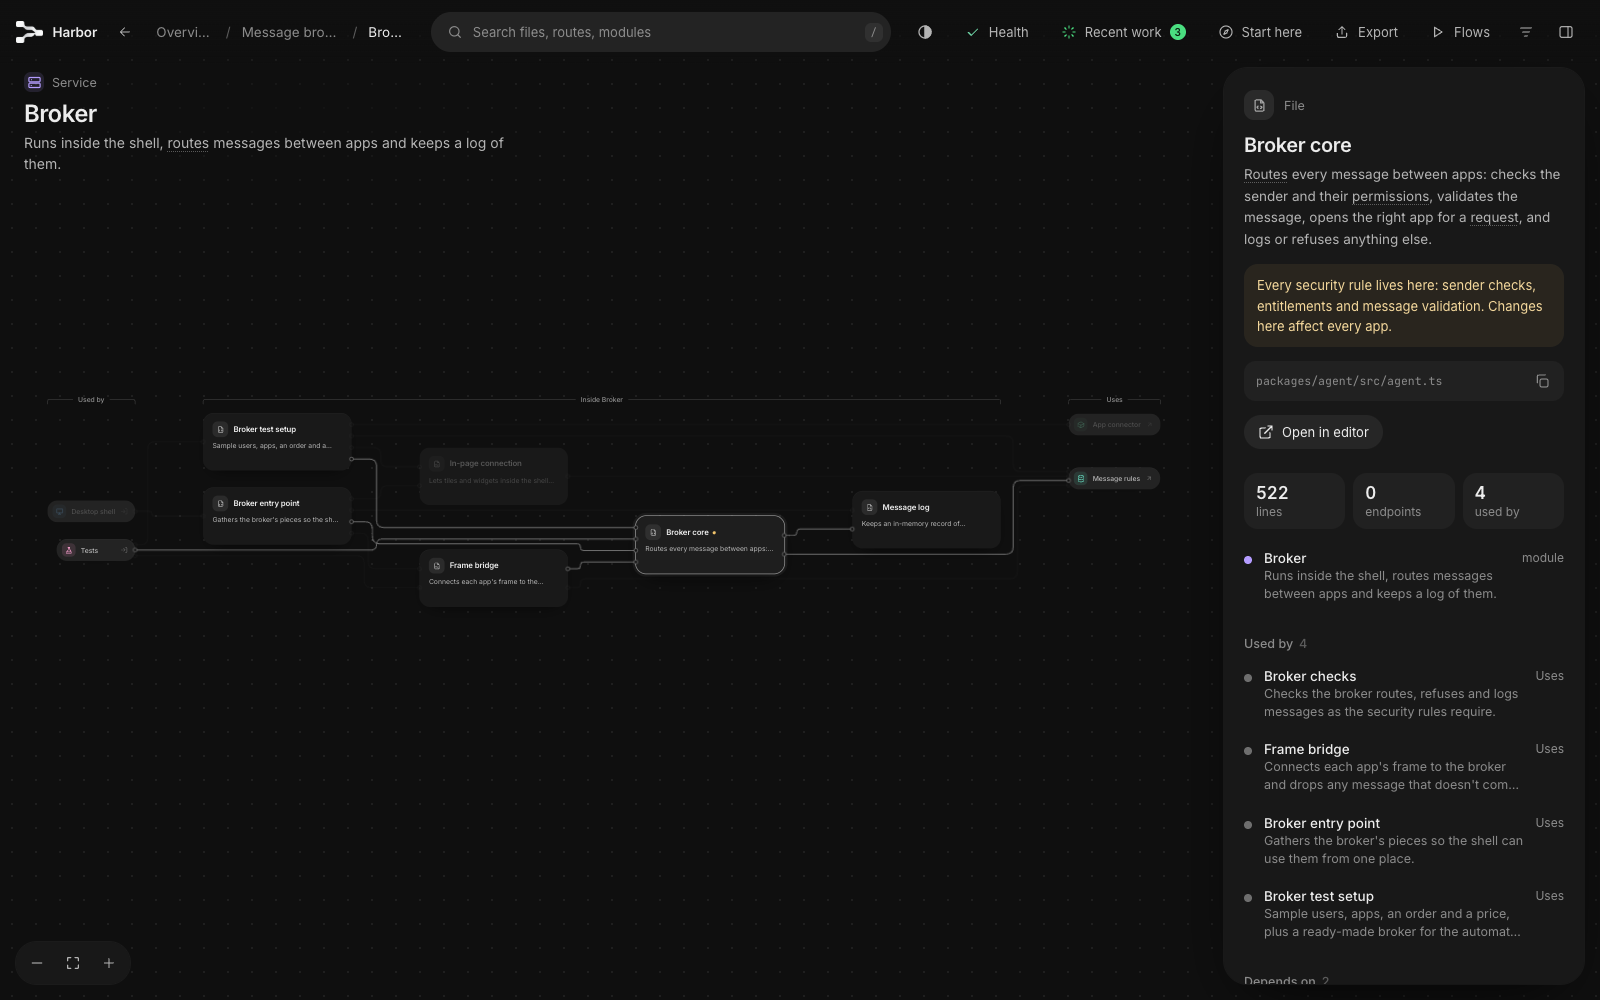 Harbor
Overvi...
/
Message bro...
/
Bro...
Search files, routes, modules
/
Health
Recent work 3
Start here
Export
Flows
Service
Broker
Runs inside the shell, routes messages between apps and keeps a log of
them.
Used by
Inside Broker
Uses
Broker test setup
Sample users, apps, an order and a...
In-page connection
Lets tiles and widgets inside the shell...
App connector
Message rules
Desktop shell
Broker entry point
Gathers the broker's pieces so the sh...
Message log
Keeps an in-memory record of...
Broker core
Routes every message between apps:...
Tests
Frame bridge
Connects each app's frame to the...
File
Broker core
Routes every message between apps: checks the
sender and their permissions, validates the
message, opens the right app for a request, and
logs or refuses anything else.
Every security rule lives here: sender checks,
entitlements and message validation. Changes
here affect every app.
packages/agent/src/agent.ts
Open in editor
522
lines
0
endpoints
4
used by
Broker
module
Runs inside the shell, routes messages
between apps and keeps a log of them.
Used by 4
Broker checks
Uses
Checks the broker routes, refuses and logs
messages as the security rules require.
Frame bridge
Uses
Connects each app's frame to the broker
and drops any message that doesn't com...
Broker entry point
Uses
Gathers the broker's pieces so the shell can
use them from one place.
Broker test setup
Uses
Sample users, apps, an order and a price,
plus a ready-made broker for the automat...
Depends on 2